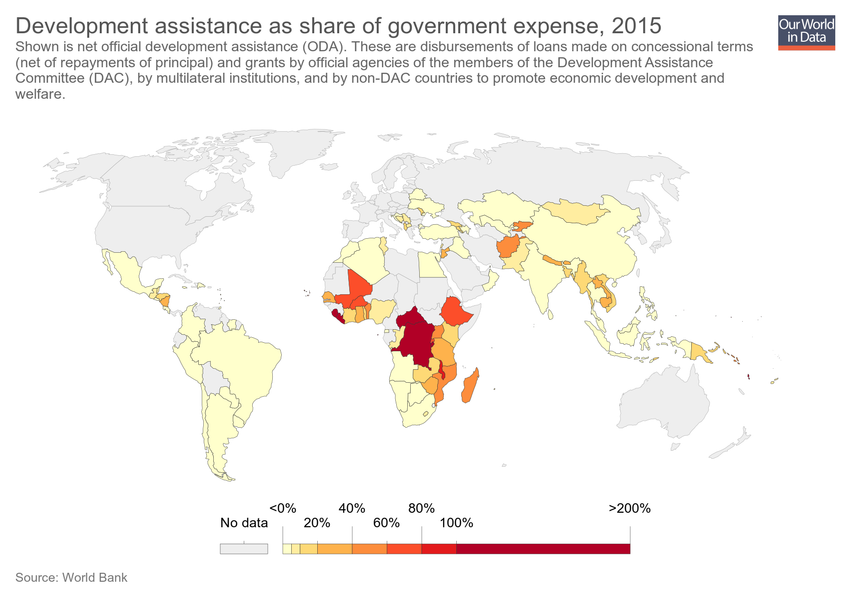 Development assistance as share of government expense, 2015
Our World
in Data
Shown is net official development assistance (ODA). These are disbursements of loans made on concessional terms
(net of repayments of principal) and grants by official agencies of the members of the Development Assistance
Committee (DAC), by multilateral institutions, and by non-DAC countries to promote economic development and
welfare.
<0% 40% 80% >200%
No data 20% 60% 100%
Source: World Bank